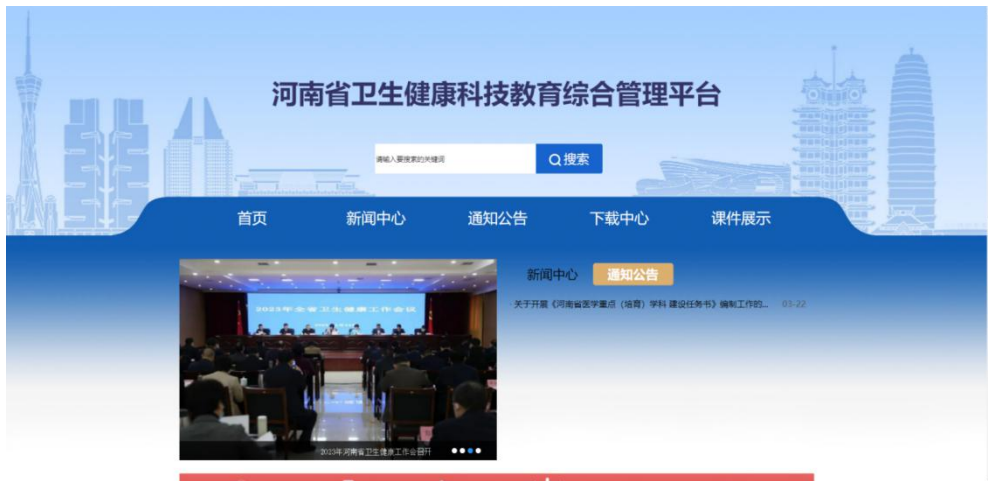 河南省卫生健康科技教育综合管理平台
请输入要搜索的关键词
搜索
首页 新闻中心 通知公告 下载中心 课件展示
新闻中心 通知公告
· 关于开展《河南省医学重点（培育）学科 建设任务书》编制工作的... 03-22
2023年全省卫生健康工作会议
2023年河南省卫生健康工作会召开